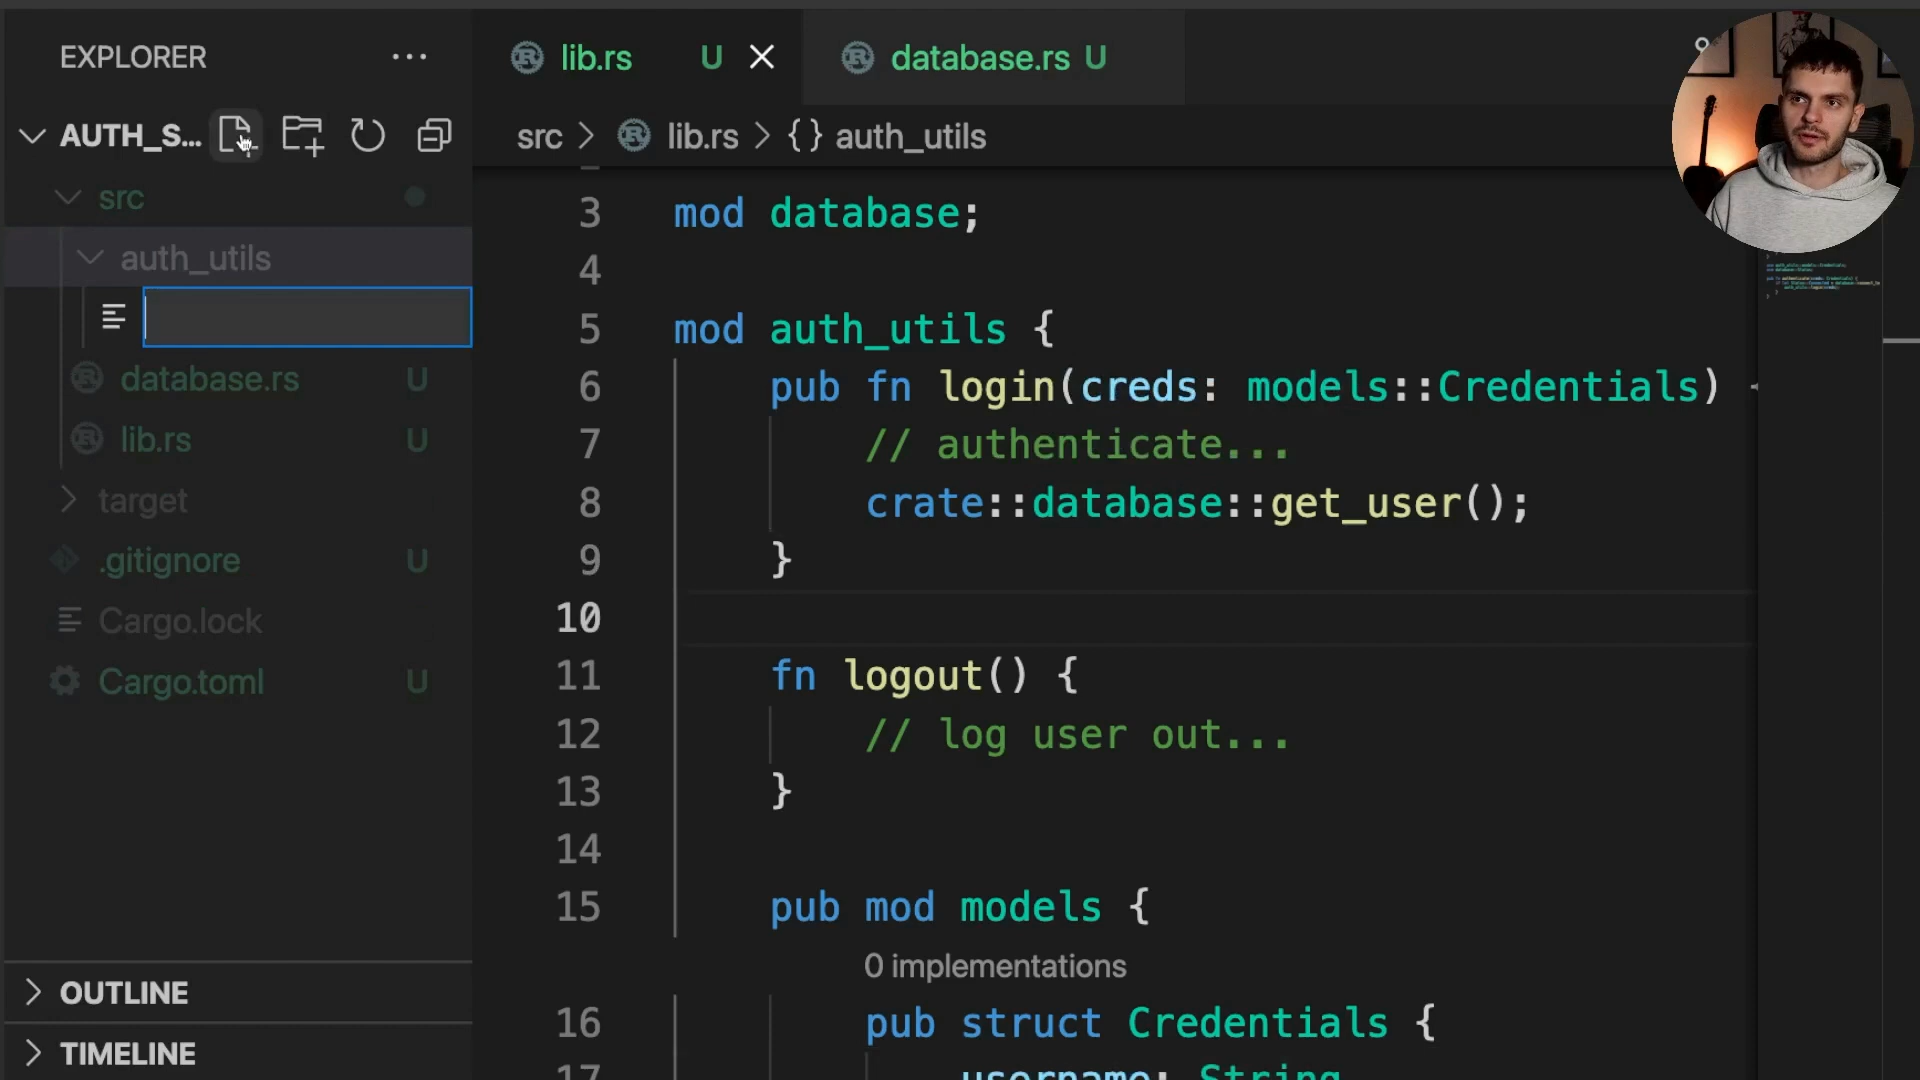 EXPLORER
AUTH_S...
src
auth_utils
database.rs U
lib.rs U
target
.gitignore U
Cargo.lock
Cargo.toml U
OUTLINE
TIMELINE
lib.rs U
database.rs U
src > lib.rs > {} auth_utils
3 mod database;
4
5 mod auth_utils {
6 pub fn login(creds: models::Credentials)
7 // authenticate...
8 crate::database::get_user();
9 }
10
11 fn logout() {
12 // log user out...
13 }
14
15 pub mod models {
0 implementations
16 pub struct Credentials {
17 username: String